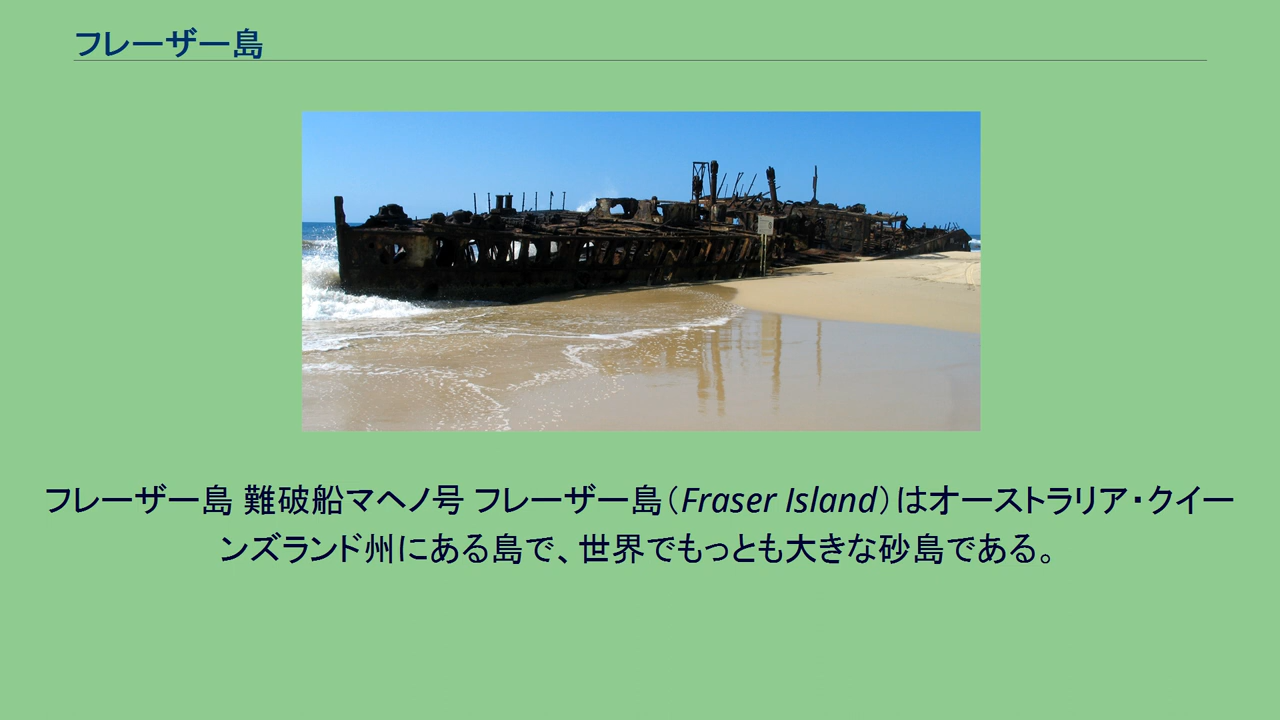 フレーザー島
フレーザー島 難破船マヘノ号 フレーザー島（Fraser Island）はオーストラリア・クイー
ンズランド州にある島で、世界でもっとも大きな砂島である。